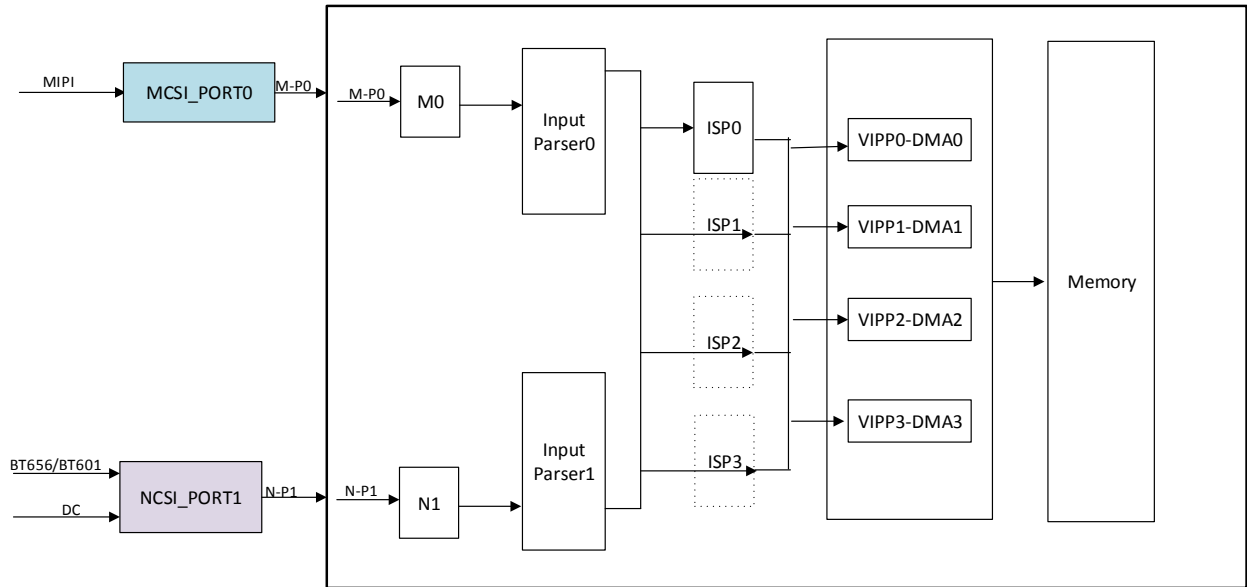 MIPI
MCSI_PORT0
M-P0
M-P0
M0
Input
Parser0
ISP0
VIPP0-DMA0
ISP1
VIPP1-DMA1
Memory
ISP2
VIPP2-DMA2
ISP3
VIPP3-DMA3
BT656/BT601
DC
NCSI_PORT1
N-P1
N-P1
N1
Input
Parser1